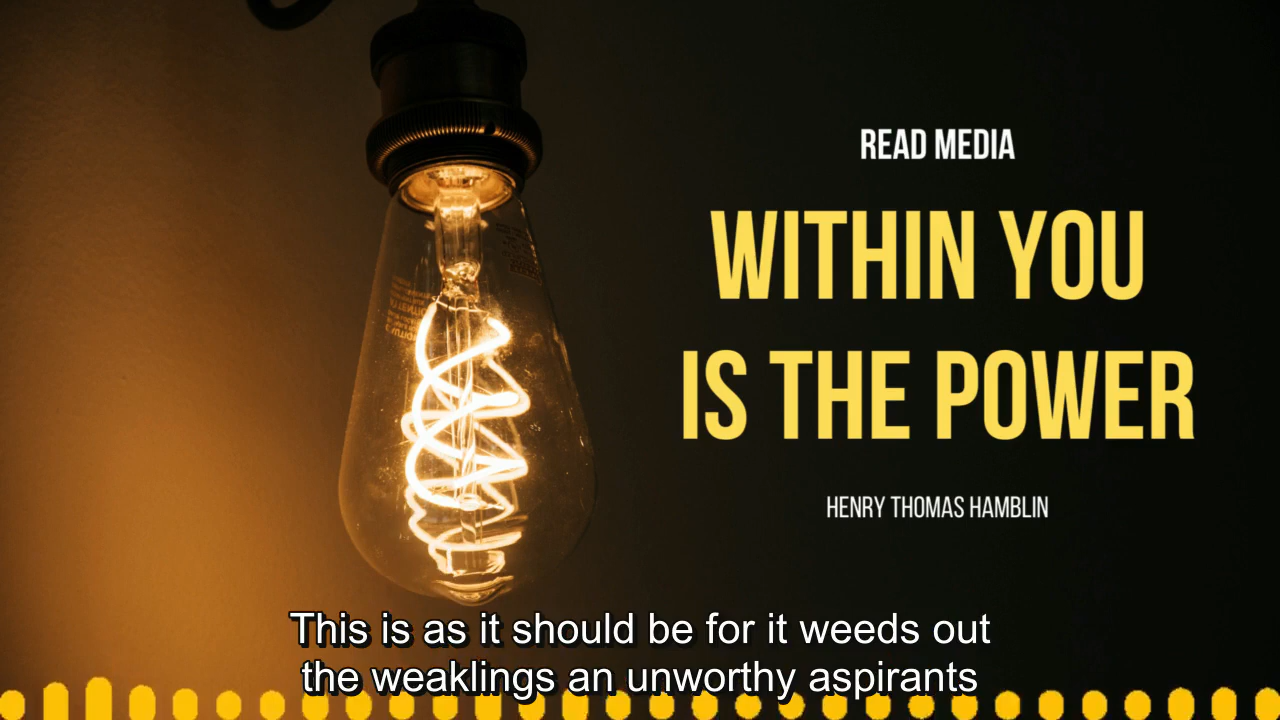 READ MEDIA
WITHIN YOU
IS THE POWER
HENRY THOMAS HAMBLIN
This is as it should be for it weeds out
the weaklings an unworthy aspirants